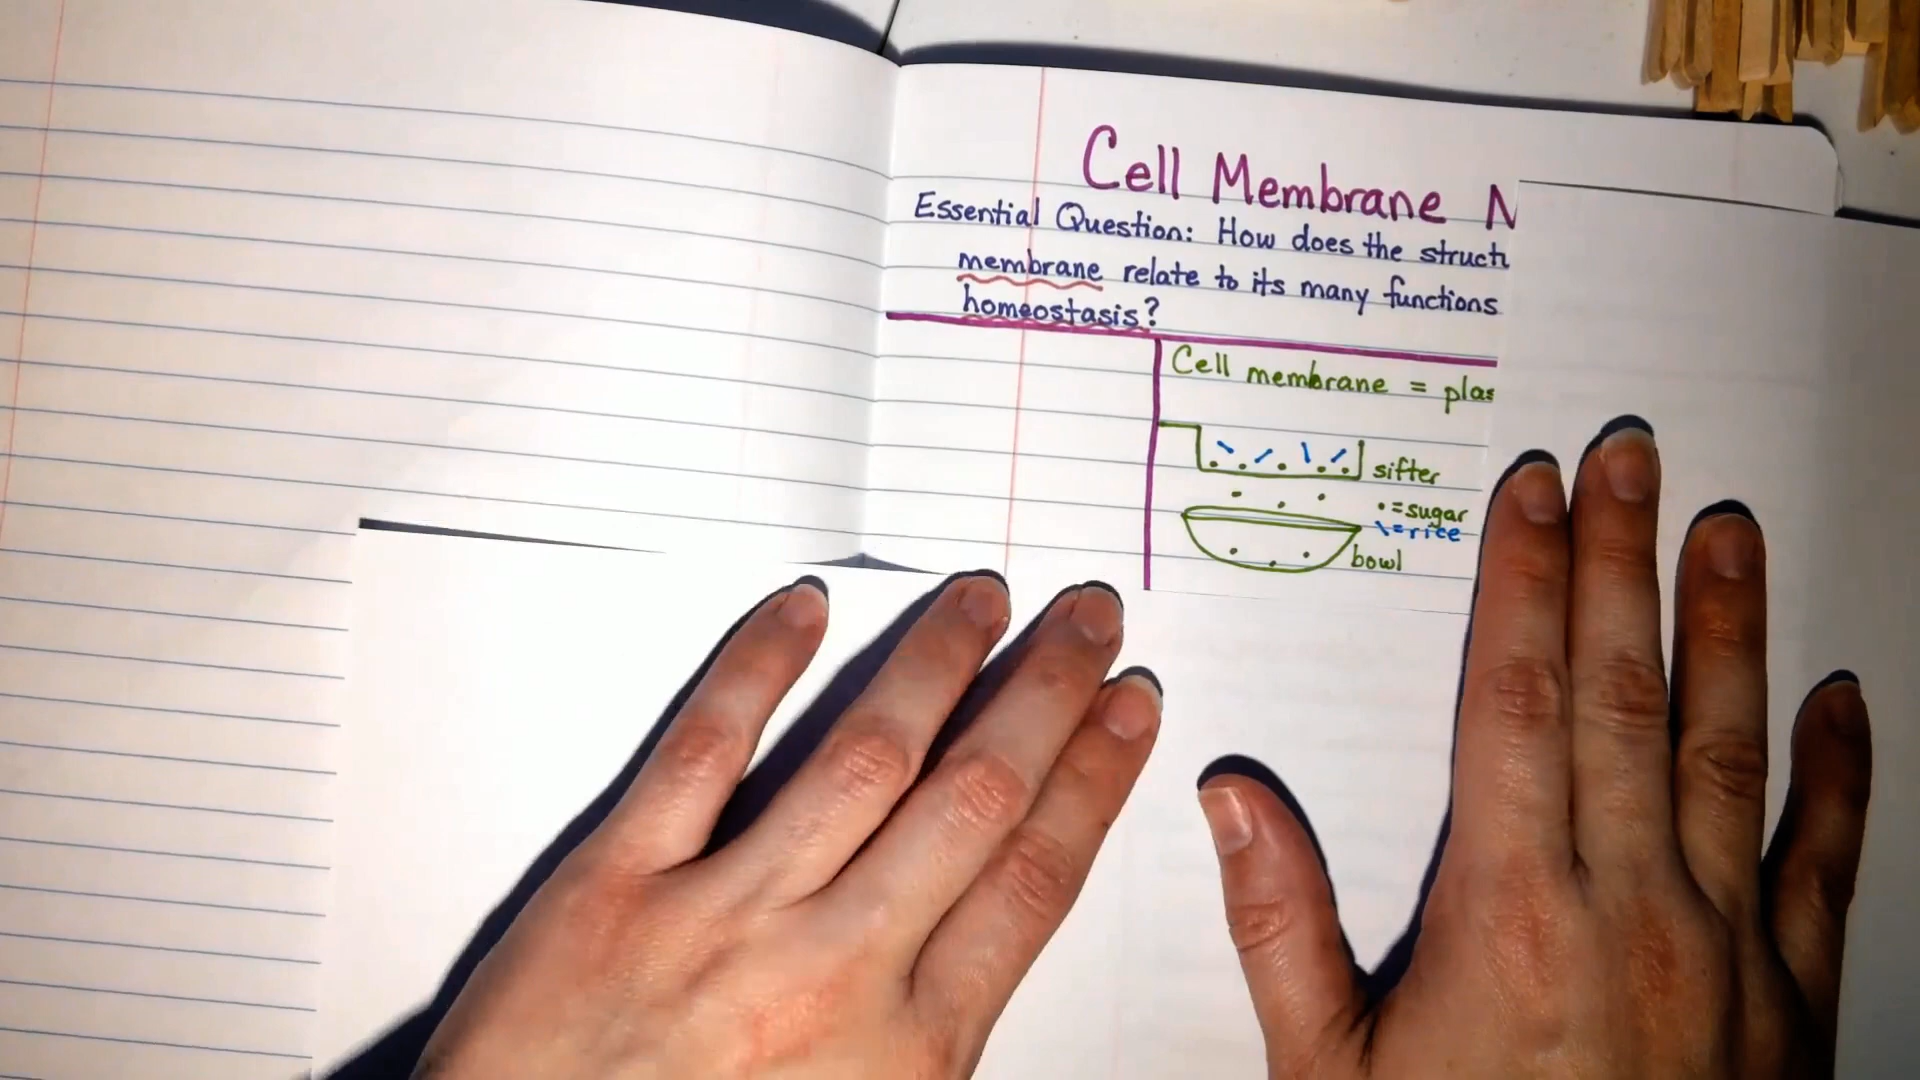 Cell Membrane N
Essential Question: How does the struct
membrane relate to its many functions
homeostasis?
Cell membrane = plas
sifter
• = sugar
\ = rice
bowl